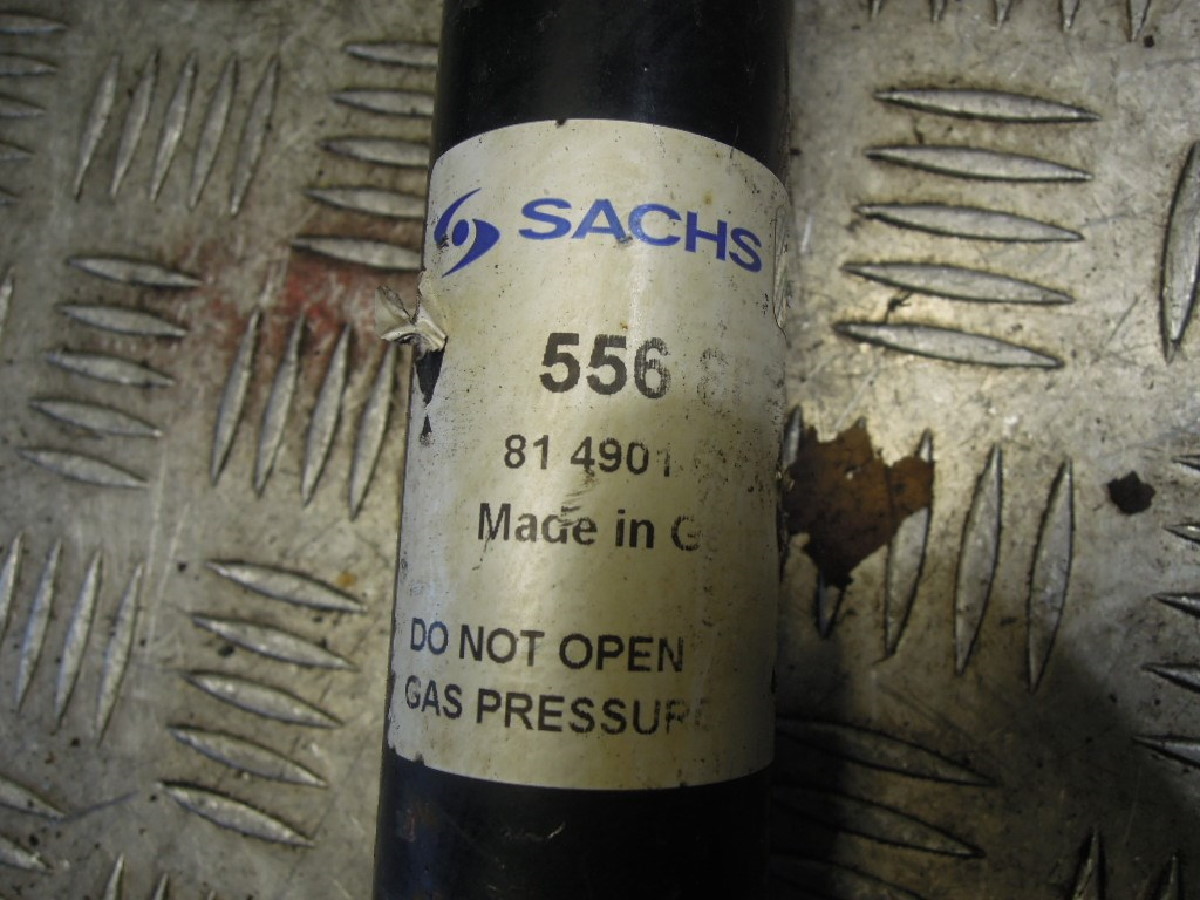 SACHS
556
81 4901
Made in
DO NOT OPEN
GAS PRESSURE